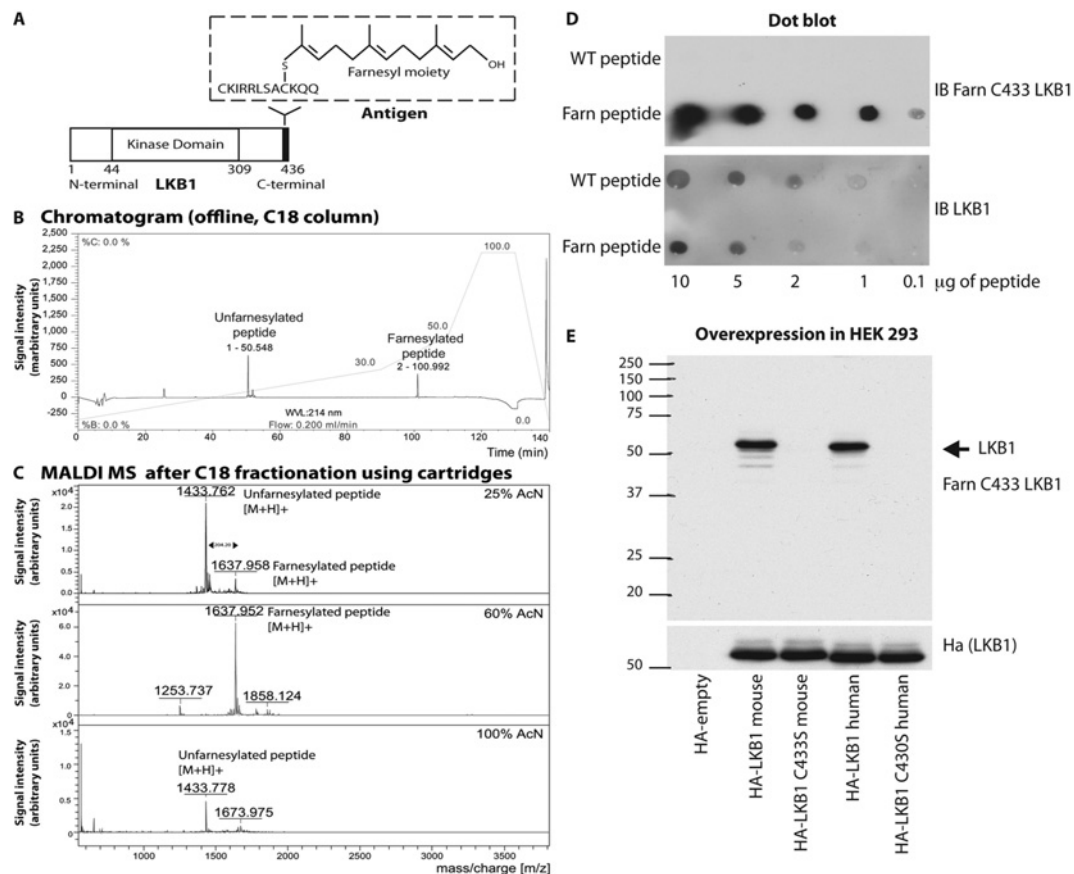 A
S
OH
Farnesyl moiety
CKIRRLSACKQQ
Antigen
Kinase Domain
1 44 309 436
N-terminal LKB1 C-terminal
B Chromatogram (offline, C18 column)
Signal intensity
(marbitrary units)
2,500
2,250
2,000
1,750
1,500
1,250
1,000
750
500
250
0
-250
%C: 0.0 %
100.0
Unfarnesylated
peptide
1 - 50.548
50.0
Farnesylated
peptide
2 - 100.992
30.0
0.0
%B: 0.0 %
WVL:214 nm
Flow: 0.200 ml/min
0 20 40 60 80 100 120 140
Time (min)
C MALDI MS after C18 fractionation using cartridges
Signal intensity
(arbitrary units)
x10⁴
2.0
1.5
1.0
0.5
0.0
1433.762
Unfarnesylated peptide
[M+H]+
25% AcN
1637.958 Farnesylated peptide
[M+H]+
Signal intensity
(arbitrary units)
x10⁴
6.0
4.0
2.0
0.0
1637.952 Farnesylated peptide
[M+H]+
60% AcN
1253.737
1858.124
Signal intensity
(arbitrary units)
x10⁴
1.5
1.0
0.5
0.0
100% AcN
Unfarnesylated peptide
[M+H]+
1433.778
1673.975
1000 1500 2000 2500 3000 3500 4000
mass/charge [m/z]
D Dot blot
WT peptide
Farn peptide
IB Farn C433 LKB1
WT peptide
Farn peptide
IB LKB1
10 5 2 1 0.1 μg of peptide
E Overexpression in HEK 293
250
150
100
75
50
37
25
20
LKB1
Farn C433 LKB1
50
Ha (LKB1)
HA-empty
HA-LKB1 mouse
HA-LKB1 C433S mouse
HA-LKB1 human
HA-LKB1 C430S human